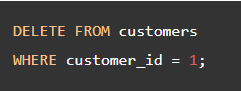 DELETE FROM customers
WHERE customer_id = 1;